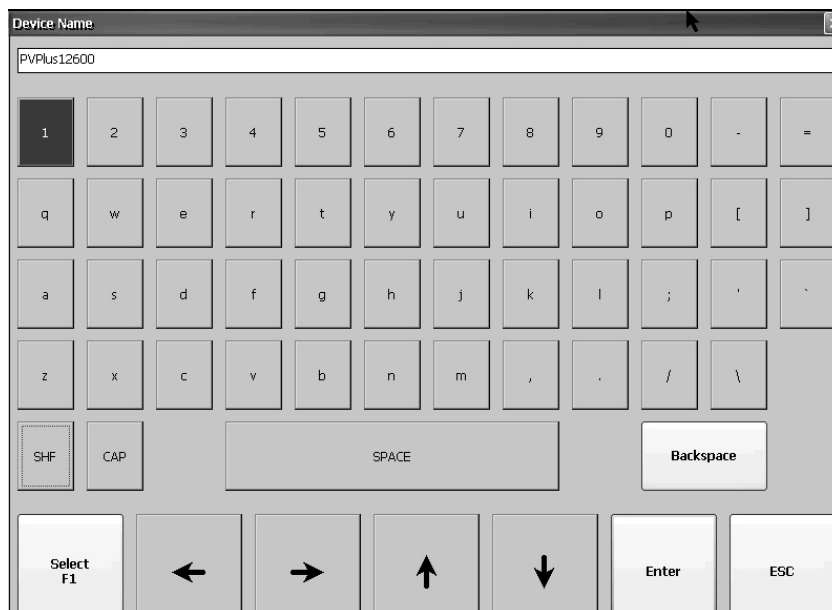 Device Name
PVPlus12600
1 2 3 4 5 6 7 8 9 0 - =
q w e r t y u i o p [ ]
a s d f g h j k l ; ' `
z x c v b n m , . / \
SHF CAP SPACE Backspace
Select
F1
Enter ESC